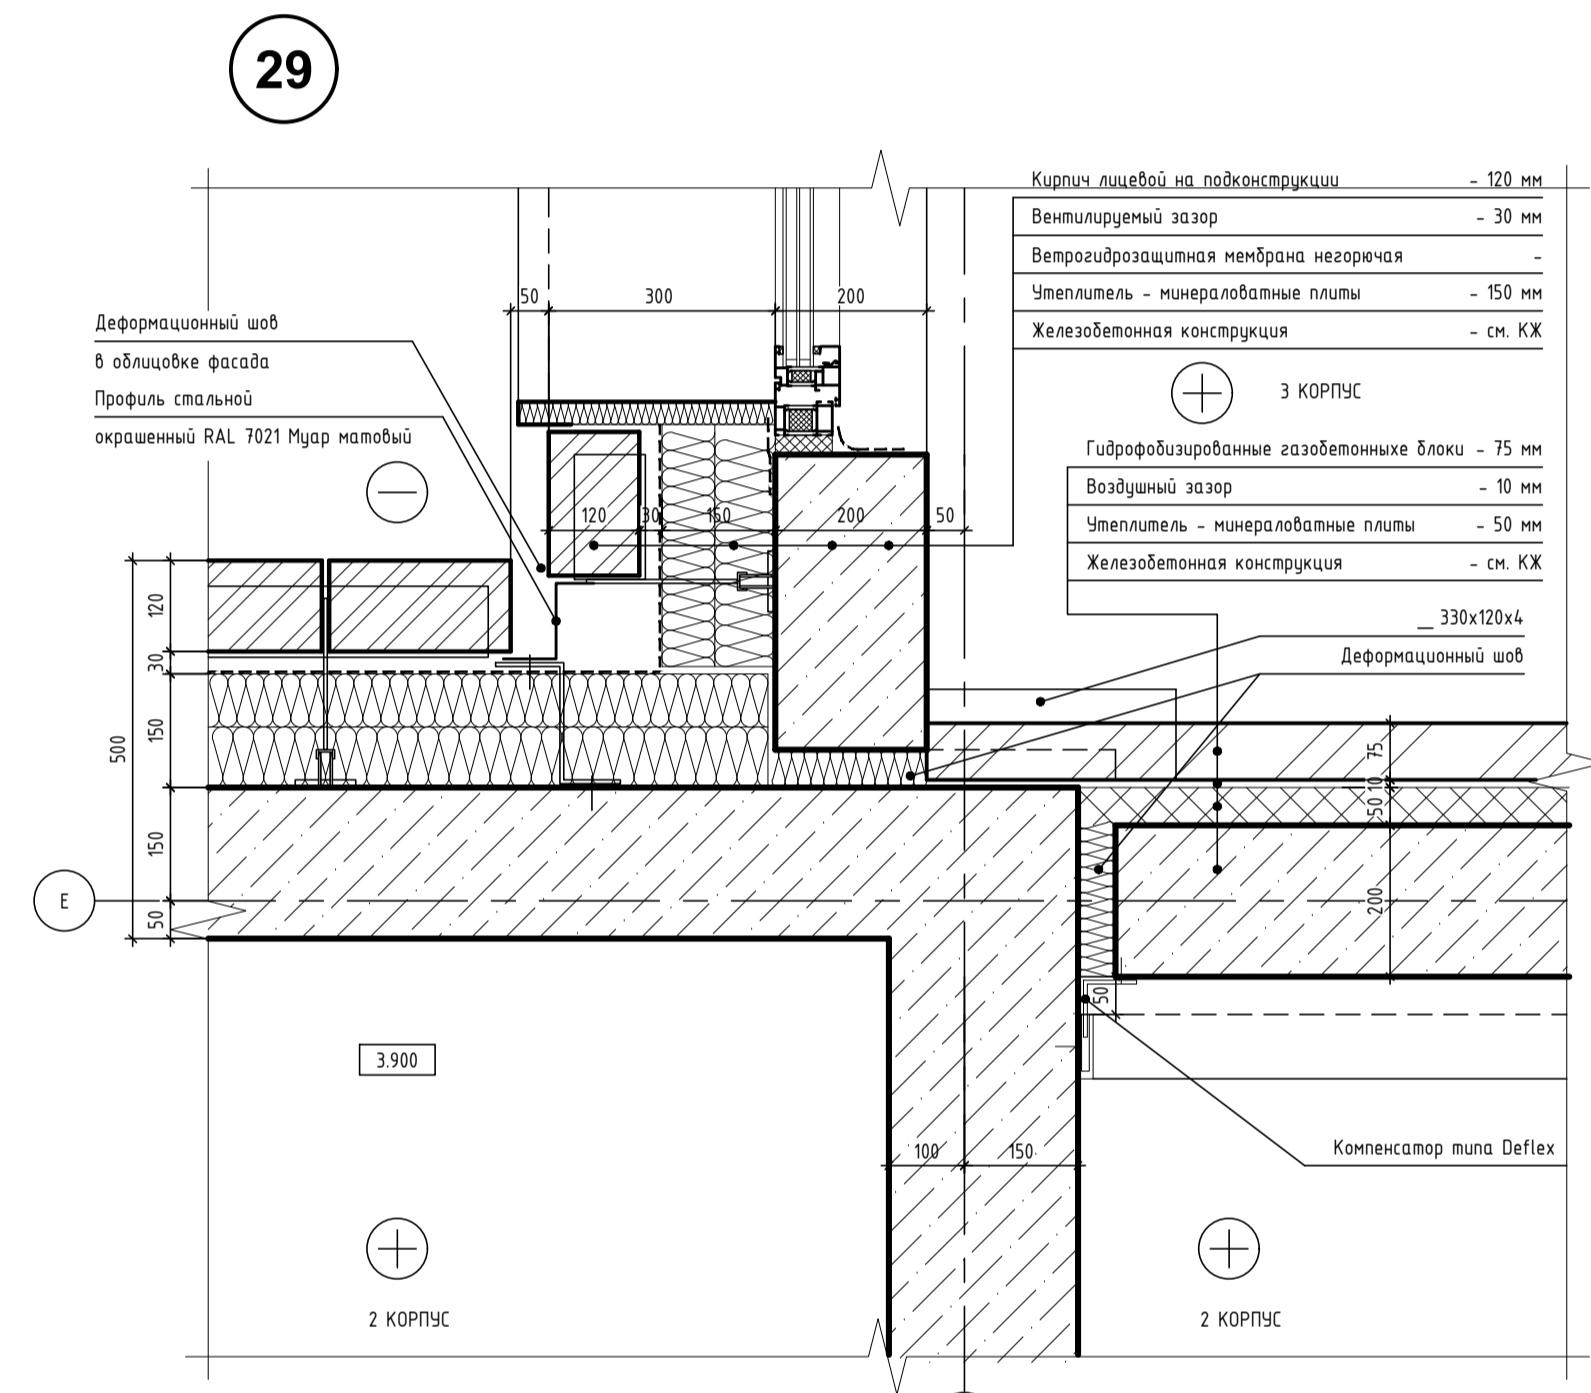 29
Кирпич лицевой на подконструкции - 120 мм
Вентилируемый зазор - 30 мм
Ветрогидрозащитная мембрана негорючая -
Утеплитель - минераловатные плиты - 150 мм
Железобетонная конструкция - см. КЖ
50 300 200
Деформационный шов
в облицовке фасада
Профиль стальной
окрашенный RAL 7021 Муар матовый
3 КОРПУС
Гидрофобизированные газобетонныхе блоки - 75 мм
Воздушный зазор - 10 мм
Утеплитель - минераловатные плиты - 50 мм
Железобетонная конструкция - см. КЖ
120 30 150 200 50
330х120х4
Деформационный шов
120
30
150
500
150
50
75
10
50
200
Е
50
3.900
100 150
Компенсатор типа Deflex
2 КОРПУС
2 КОРПУС